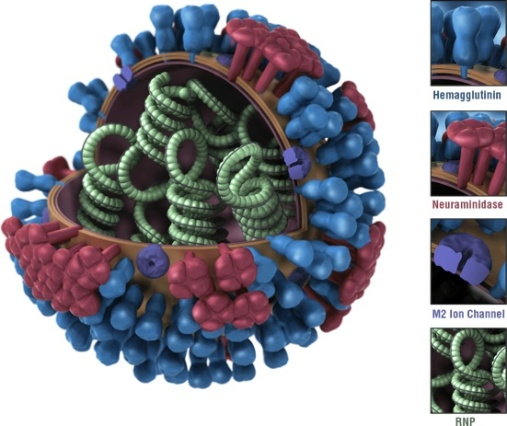 Hemagglutinin
Neuraminidase
M2 Ion Channel
RNP